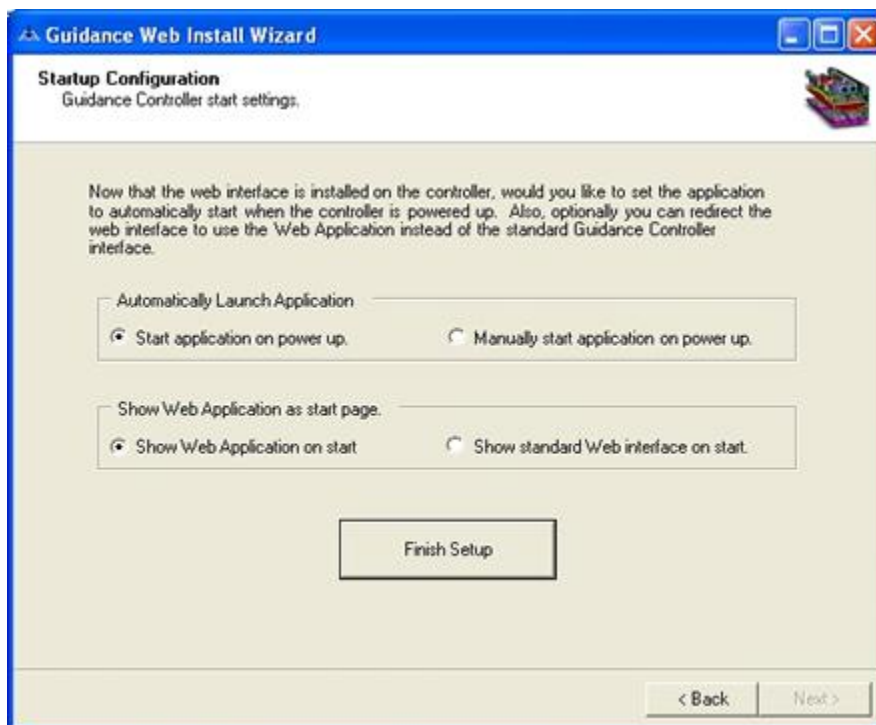 Guidance Web Install Wizard
Startup Configuration
Guidance Controller start settings.
Now that the web interface is installed on the controller, would you like to set the application
to automatically start when the controller is powered up. Also, optionally you can redirect the
web interface to use the Web Application instead of the standard Guidance Controller
interface.
Automatically Launch Application
Start application on power up. Manually start application on power up.
Show Web Application as start page.
Show Web Application on start Show standard Web interface on start.
Finish Setup
< Back Next >